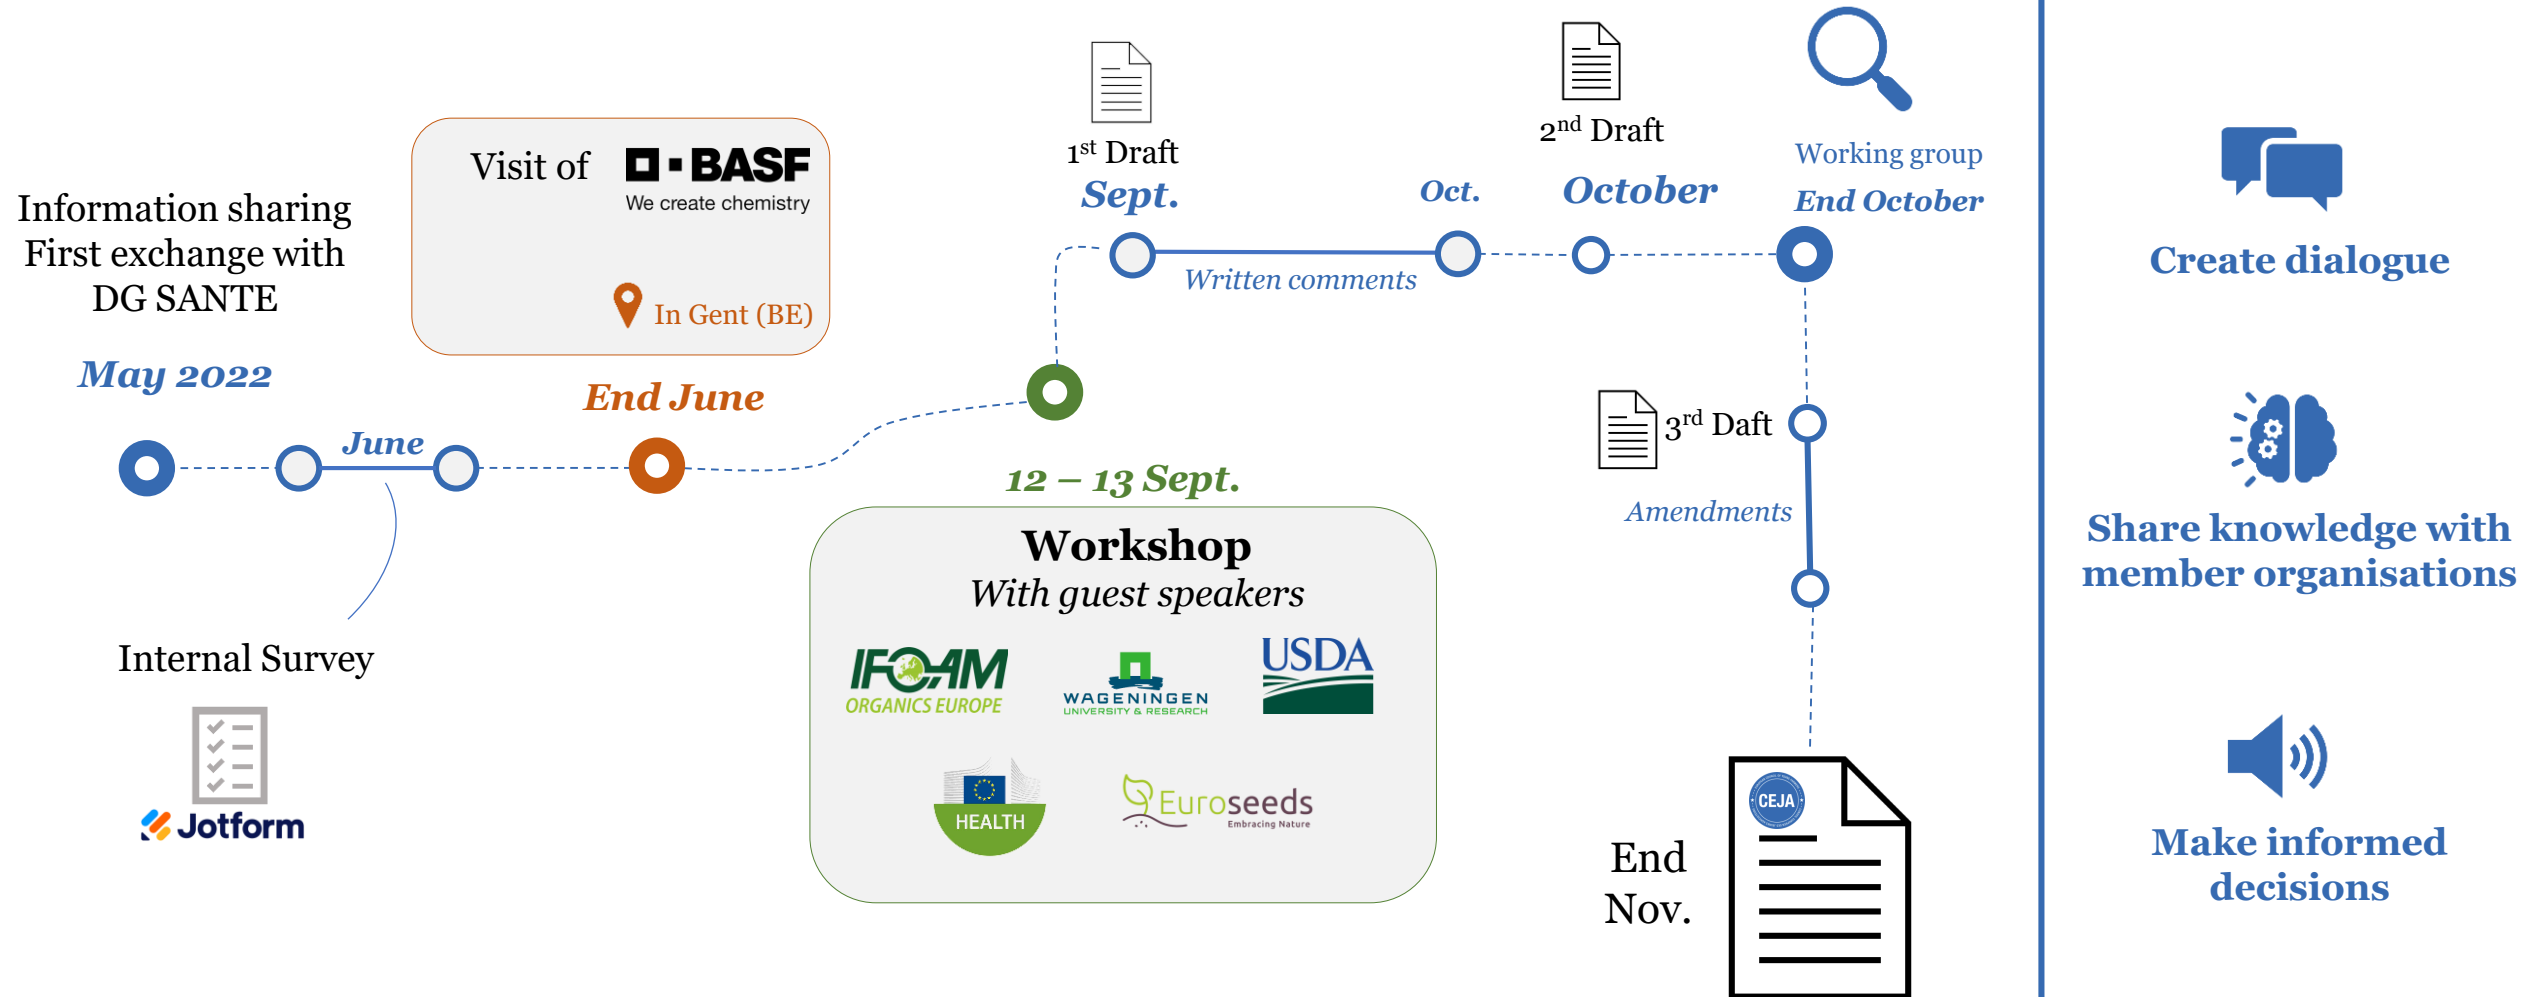 Information sharing
First exchange with
DG SANTE
May 2022
June
Internal Survey
Jotform
Visit of
BASF
We create chemistry
In Gent (BE)
End June
12 – 13 Sept.
Workshop
With guest speakers
IFOAM
ORGANICS EUROPE
WAGENINGEN
UNIVERSITY & RESEARCH
USDA
HEALTH
Euroseeds
Embracing Nature
1st Draft
Sept.
Written comments
Oct.
2nd Draft
October
Working group
End October
3rd Daft
Amendments
End
Nov.
CEJA
Create dialogue
Share knowledge with
member organisations
Make informed
decisions